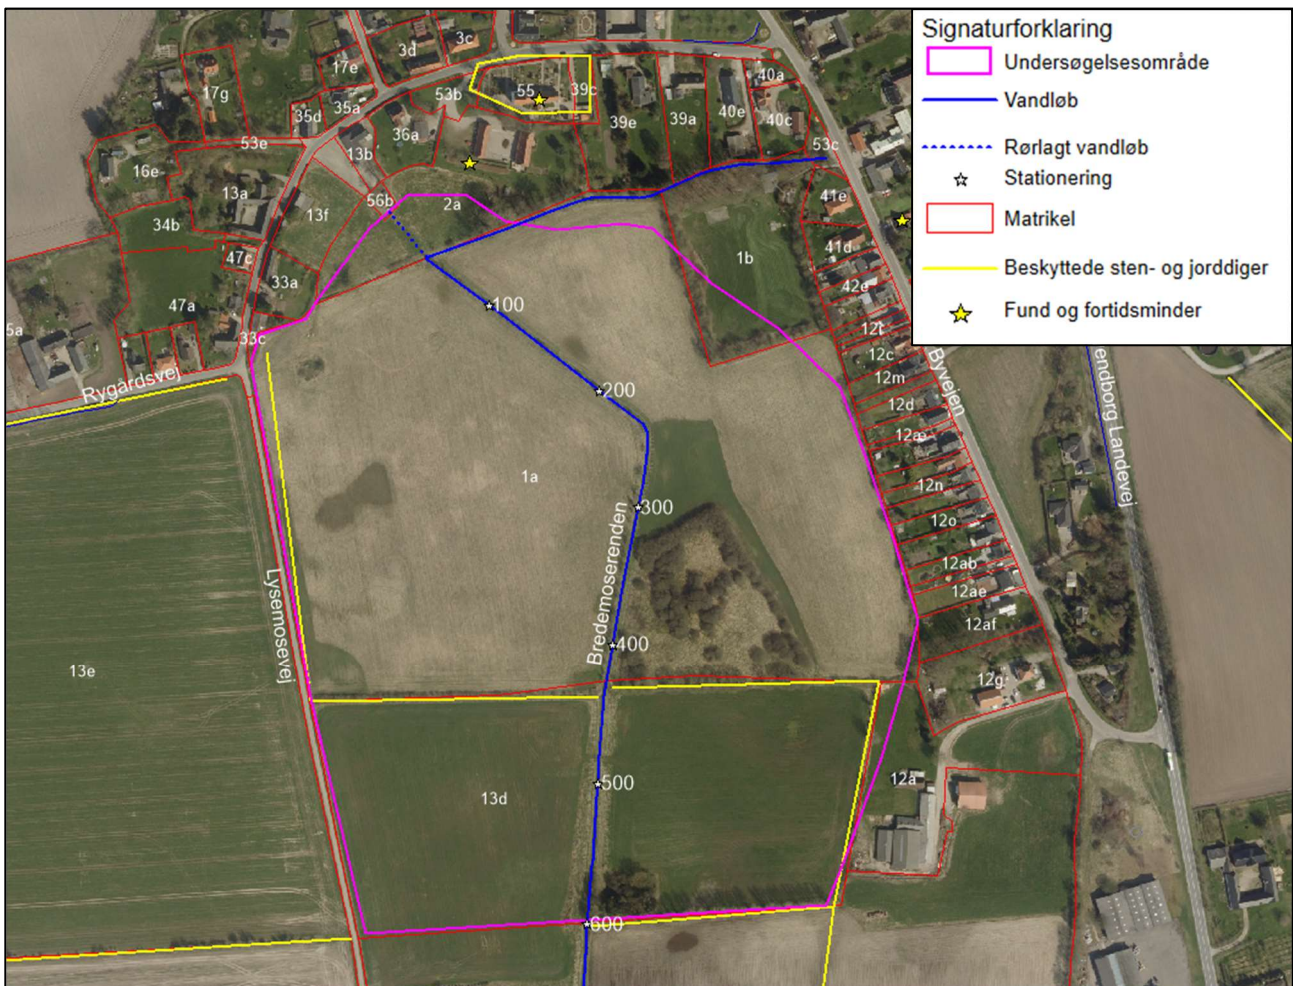 Signaturforklaring
Undersøgelsesområde
Vandløb
Rørlagt vandløb
Stationering
Matrikel
Beskyttede sten- og jorddiger
Fund og fortidsminder
3c
3d
17e
17g
40a
55
39c
53b
35a
35d
40e
40c
39a
39e
36a
53e
13b
53c
16e
13a
41e
56b
2a
13f
34b
41d
47c
1b
33a
42e
47a
100
5a
33c
12t
12c
Byvejen
endborg Landevej
Rygårdsvej
12m
200
12d
12æ
1a
12n
300
12o
Bredemoserenden
12ab
Lysemosevej
12ae
12af
400
13e
12g
12a
500
13d
600